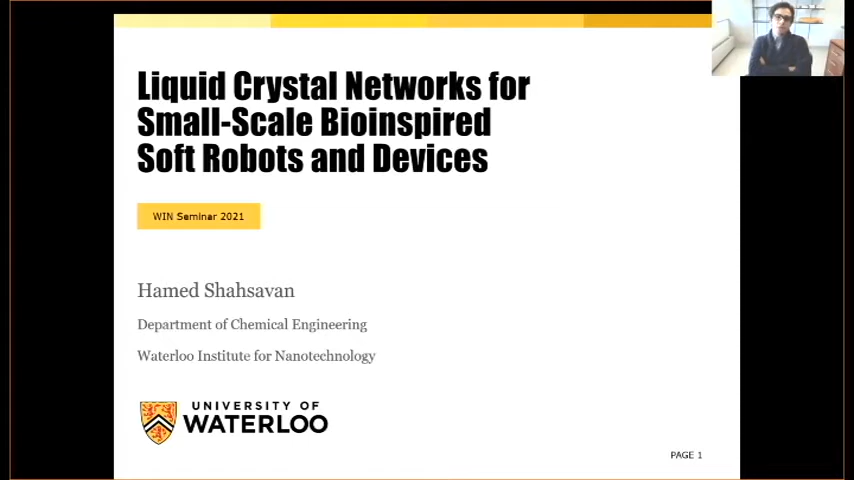 Liquid Crystal Networks for
Small-Scale Bioinspired
Soft Robots and Devices
WIN Seminar 2021
Hamed Shahsavan
Department of Chemical Engineering
Waterloo Institute for Nanotechnology
UNIVERSITY OF
WATERLOO
PAGE 1